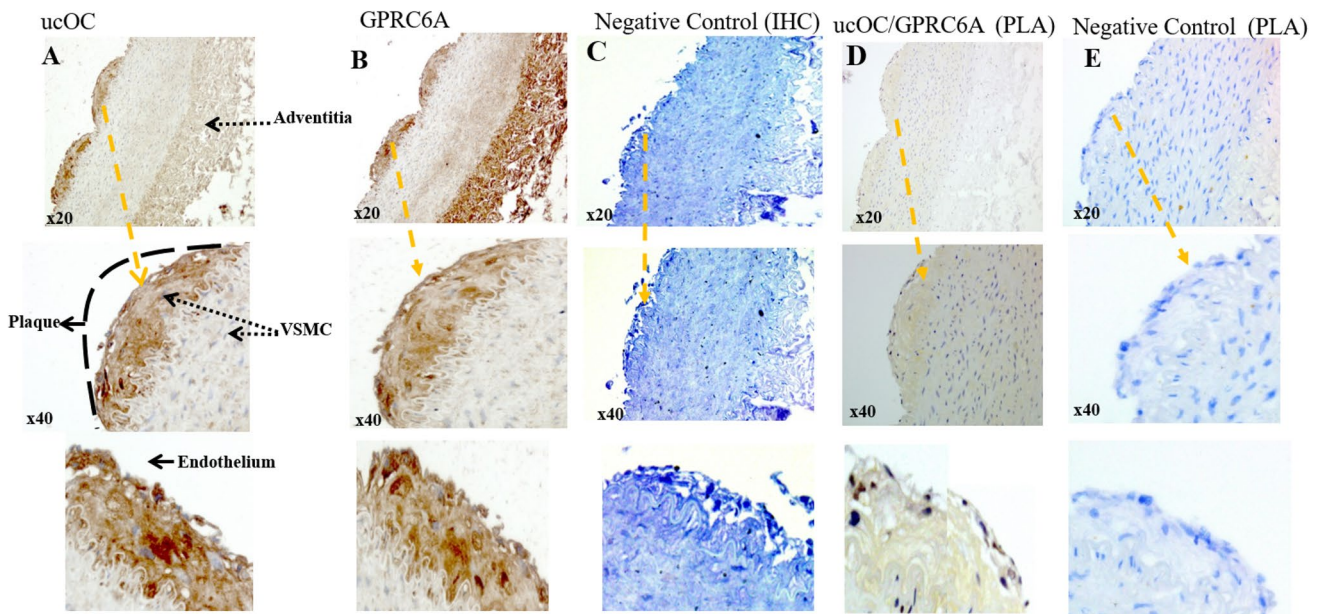 ucOC
GPRC6A
Negative Control (IHC)
ucOC/GPRC6A (PLA)
Negative Control (PLA)
A
B
C
D
E
Adventitia
x20
x20
x20
x20
x20
Plaque
VSMC
x40
x40
x40
x40
x40
Endothelium